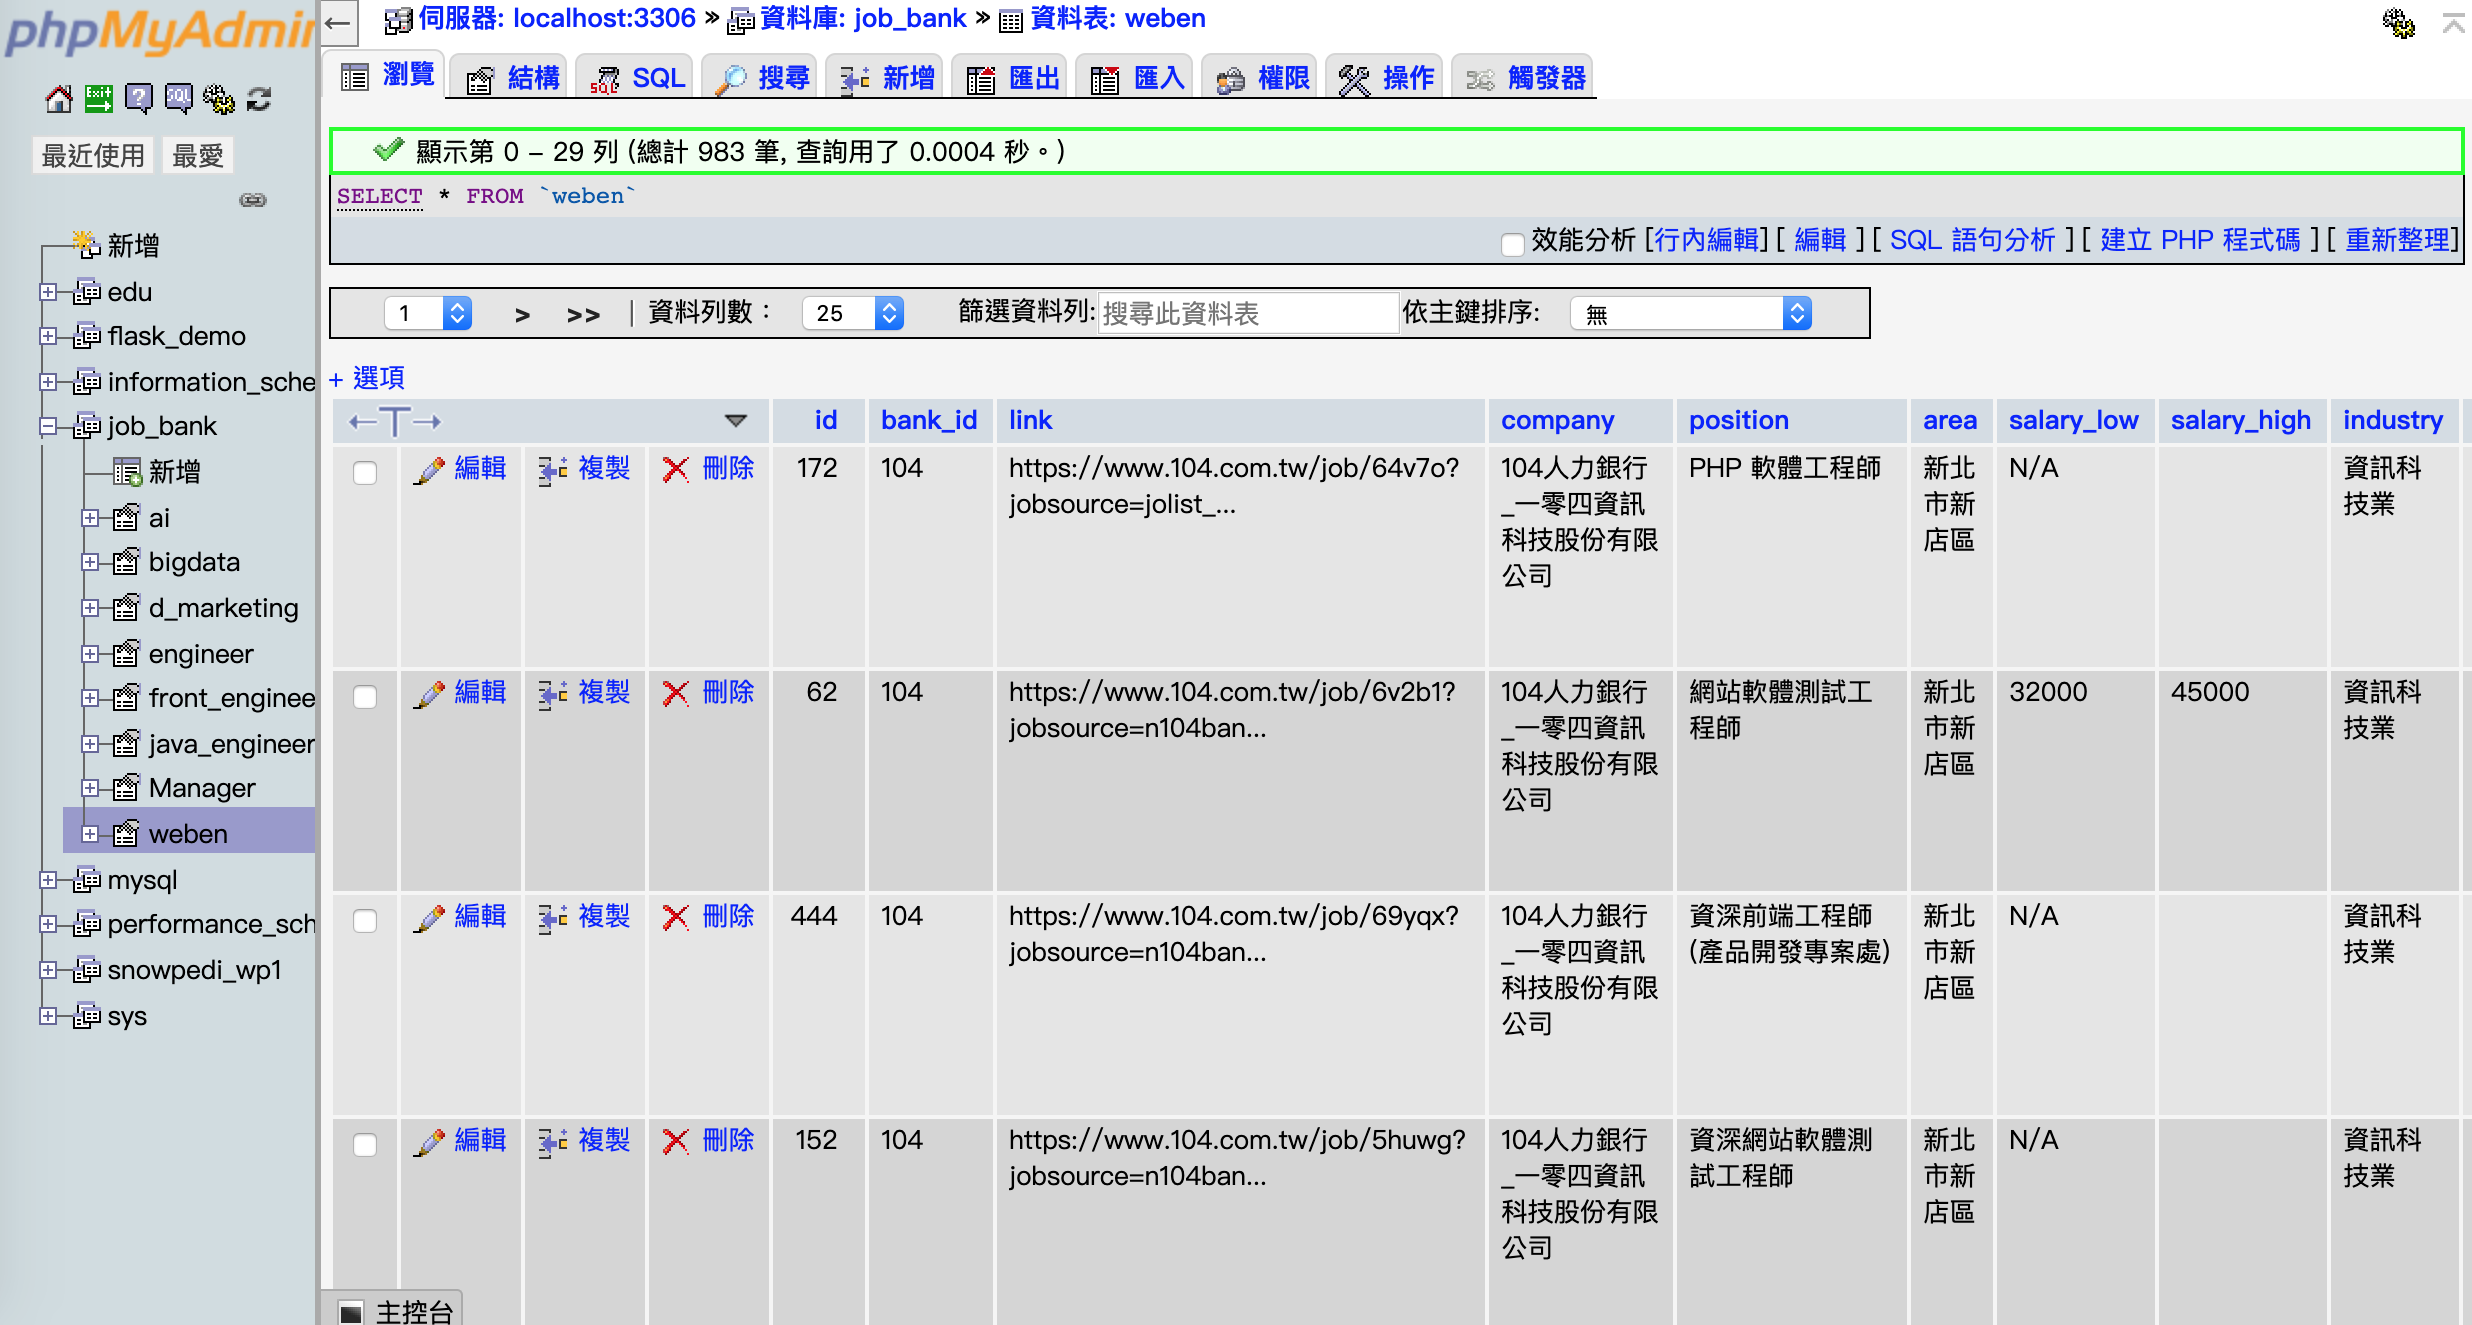 phpMyAdmin
最近使用 最愛
新增
edu
flask_demo
information_sche
job_bank
新增
ai
bigdata
d_marketing
engineer
front_enginee
java_engineer
Manager
weben
mysql
performance_sch
snowpedi_wp1
sys
← 伺服器: localhost:3306 » 資料庫: job_bank » 資料表: weben
瀏覽 結構 SQL 搜尋 新增 匯出 匯入 權限 操作 觸發器
顯示第 0 - 29 列 (總計 983 筆, 查詢用了 0.0004 秒。)
SELECT * FROM `weben`
效能分析 [行內編輯] [ 編輯 ] [ SQL 語句分析 ] [ 建立 PHP 程式碼 ] [ 重新整理]
1 > >> | 資料列數： 25 篩選資料列: 搜尋此資料表 依主鍵排序: 無
+ 選項
←T→ id bank_id link company position area salary_low salary_high industry
編輯 複製 刪除 172 104 https://www.104.com.tw/job/64v7o? 104人力銀行 PHP 軟體工程師 新北 N/A 資訊科
jobsource=jolist_... _一零四資訊 市新 技業
科技股份有限 店區
公司
編輯 複製 刪除 62 104 https://www.104.com.tw/job/6v2b1? 104人力銀行 網站軟體測試工 新北 32000 45000 資訊科
jobsource=n104ban... _一零四資訊 程師 市新 技業
科技股份有限 店區
公司
編輯 複製 刪除 444 104 https://www.104.com.tw/job/69yqx? 104人力銀行 資深前端工程師 新北 N/A 資訊科
jobsource=n104ban... _一零四資訊 (產品開發專案處) 市新 技業
科技股份有限 店區
公司
編輯 複製 刪除 152 104 https://www.104.com.tw/job/5huwg? 104人力銀行 資深網站軟體測 新北 N/A 資訊科
jobsource=n104ban... _一零四資訊 試工程師 市新 技業
科技股份有限 店區
公司
主控台